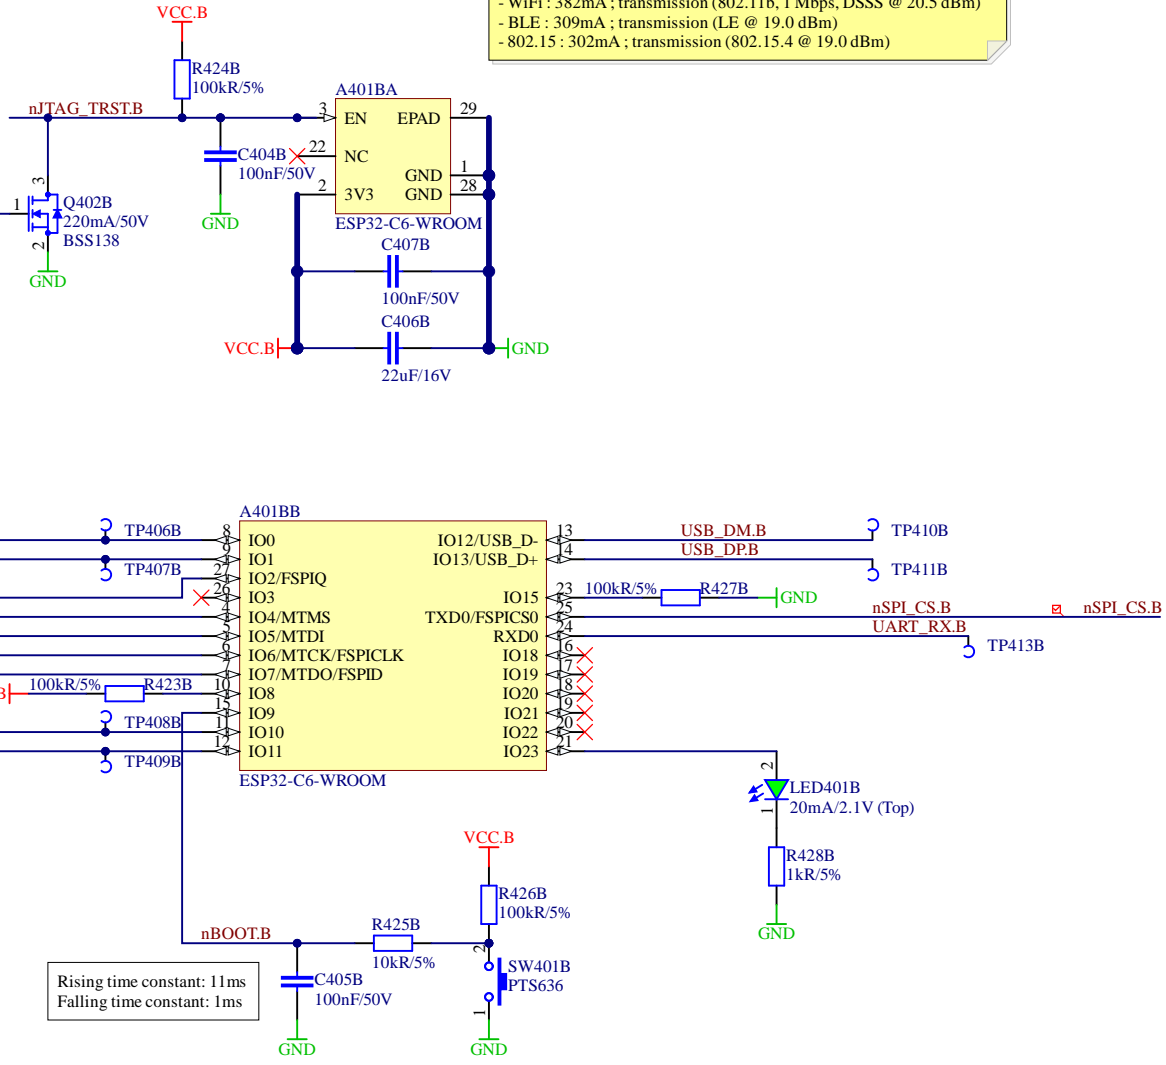 - WiFi : 382mA ; transmission (802.11b, 1 Mbps, DSSS @ 20.5 dBm)
- BLE : 309mA ; transmission (LE @ 19.0 dBm)
- 802.15 : 302mA ; transmission (802.15.4 @ 19.0 dBm)
VCC.B
R424B
100kR/5%
nJTAG_TRST.B
C404B
100nF/50V
GND
3
1
2
Q402B
220mA/50V
BSS138
GND
A401BA
3
EN
EPAD
29
22
NC
GND
1
2
3V3
GND
28
ESP32-C6-WROOM
C407B
100nF/50V
C406B
22uF/16V
VCC.B
GND
A401BB
TP406B
8
IO0
IO12/USB_D-
13
USB_DM.B
TP410B
TP407B
9
IO1
IO13/USB_D+
14
USB_DP.B
TP411B
27
IO2/FSPIQ
26
IO3
IO15
23
100kR/5%
R427B
GND
4
IO4/MTMS
TXD0/FSPICS0
25
nSPI_CS.B
nSPI_CS.B
5
IO5/MTDI
RXD0
24
UART_RX.B
TP413B
6
IO6/MTCK/FSPICLK
IO18
16
7
IO7/MTDO/FSPID
IO19
17
B
100kR/5%
R423B
10
IO8
IO20
18
15
IO9
IO21
19
TP408B
11
IO10
IO22
20
TP409B
12
IO11
IO23
21
ESP32-C6-WROOM
2
LED401B
20mA/2.1V (Top)
1
R428B
1kR/5%
GND
VCC.B
R426B
100kR/5%
nBOOT.B
R425B
10kR/5%
2
SW401B
PTS636
1
GND
C405B
100nF/50V
GND
Rising time constant: 11ms
Falling time constant: 1ms